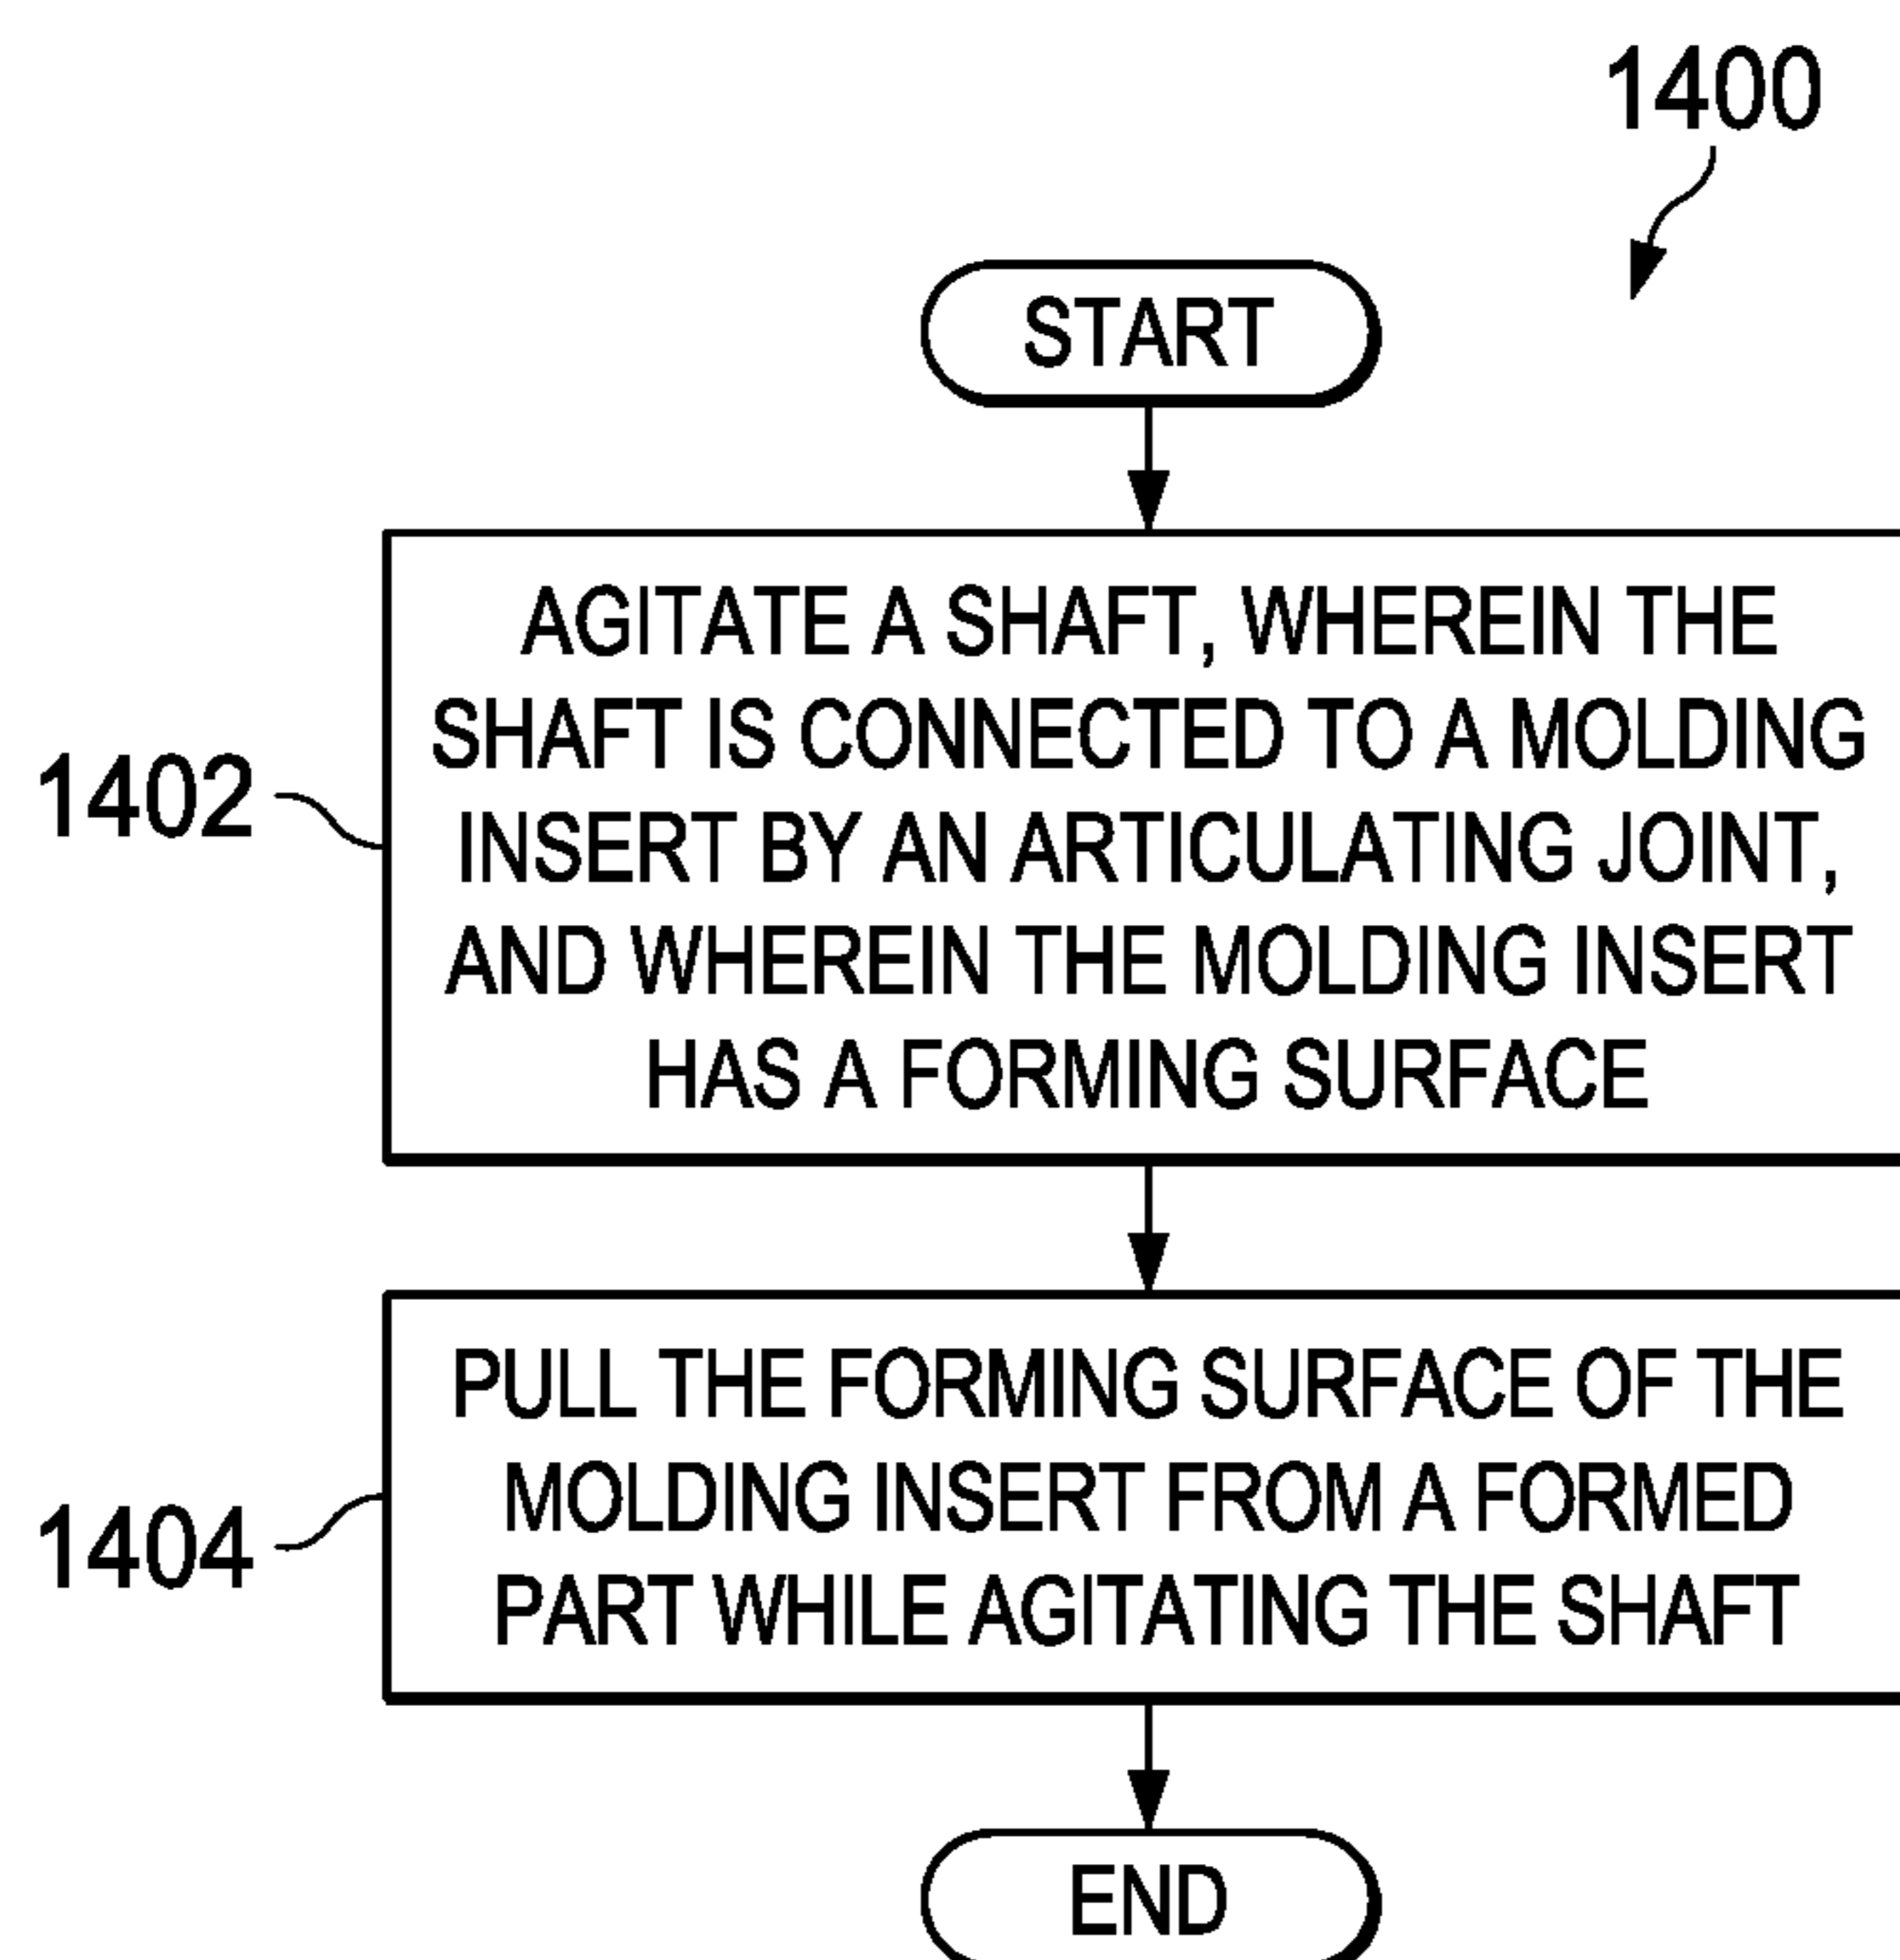 1400
START
1402
AGITATE A SHAFT, WHEREIN THE
SHAFT IS CONNECTED TO A MOLDING
INSERT BY AN ARTICULATING JOINT,
AND WHEREIN THE MOLDING INSERT
HAS A FORMING SURFACE
1404
PULL THE FORMING SURFACE OF THE
MOLDING INSERT FROM A FORMED
PART WHILE AGITATING THE SHAFT
END